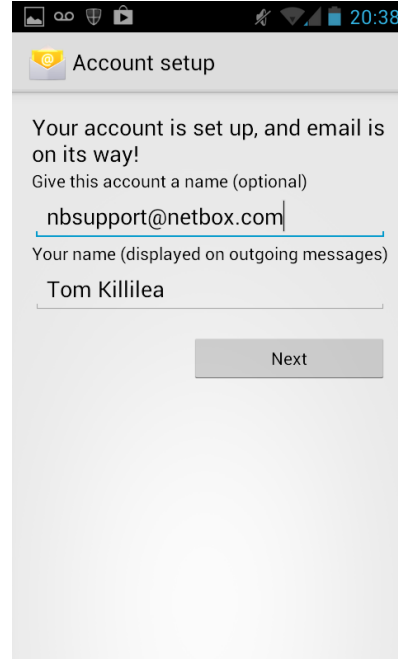 20:38
Account setup
Your account is set up, and email is
on its way!
Give this account a name (optional)
nbsupport@netbox.com
Your name (displayed on outgoing messages)
Tom Killilea
Next